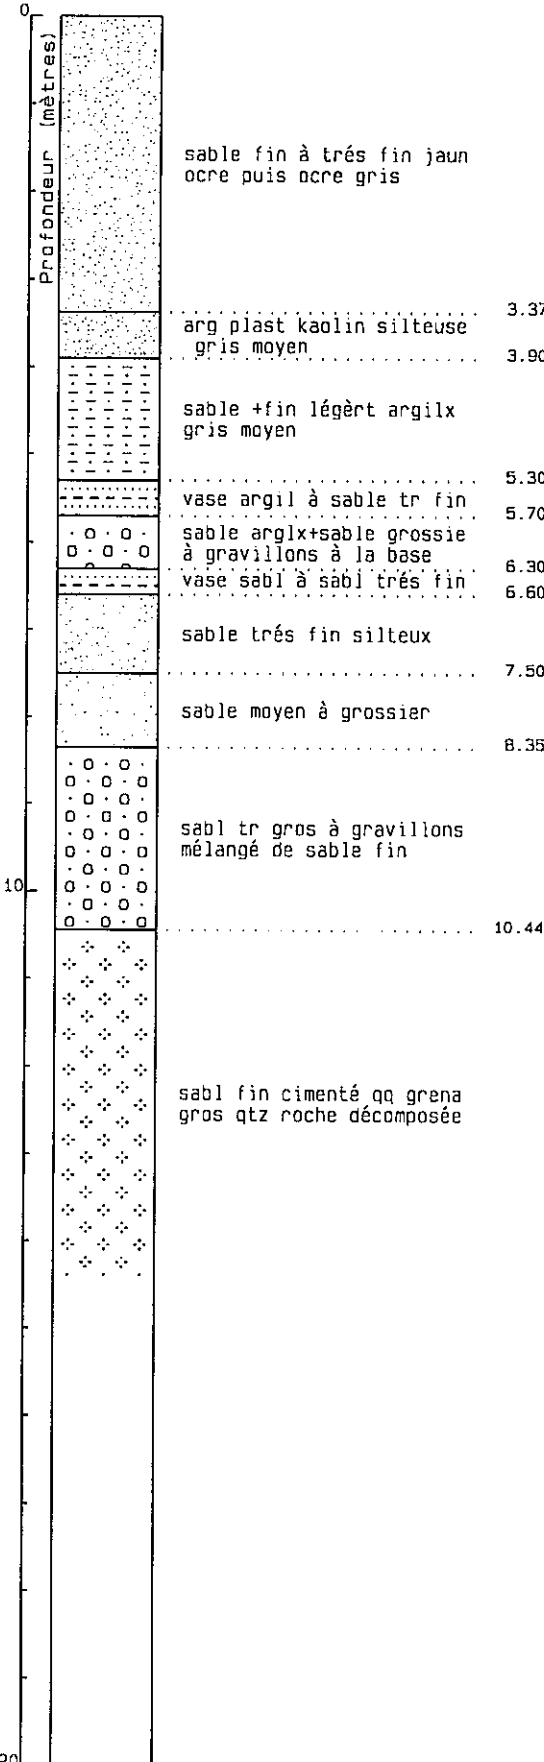 0
Profondeur (mètres)
sable fin à trés fin jaun
ocre puis ocre gris
3.37
arg plast kaolin silteuse
gris moyen
3.90
sable +fin légèrt argilx
gris moyen
5.30
vase argil à sable tr fin
5.70
sable arglx+sable grossie
à gravillons à la base
6.30
vase sabl à sabl trés fin
6.60
sable trés fin silteux
7.50
sable moyen à grossier
8.35
sabl tr gros à gravillons
mélangé de sable fin
10
10.44
sabl fin cimenté qq grena
gros qtz roche décomposée
20